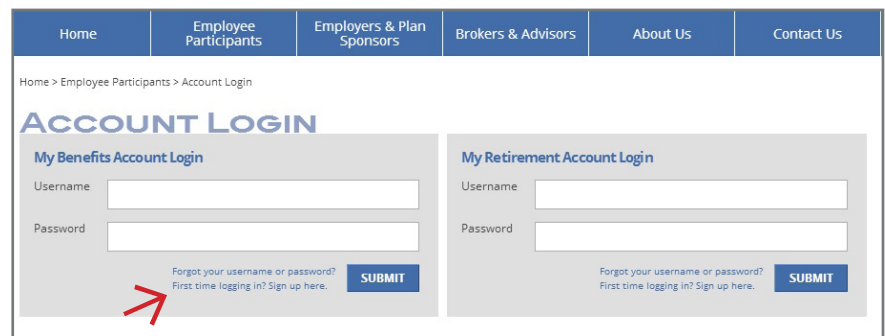 Home
Employee
Participants
Employers & Plan
Sponsors
Brokers & Advisors
About Us
Contact Us
Home > Employee Participants > Account Login
ACCOUNT LOGIN
My Benefits Account Login
Username
Password
Forgot your username or password?
First time logging in? Sign up here.
SUBMIT
My Retirement Account Login
Username
Password
Forgot your username or password?
First time logging in? Sign up here.
SUBMIT